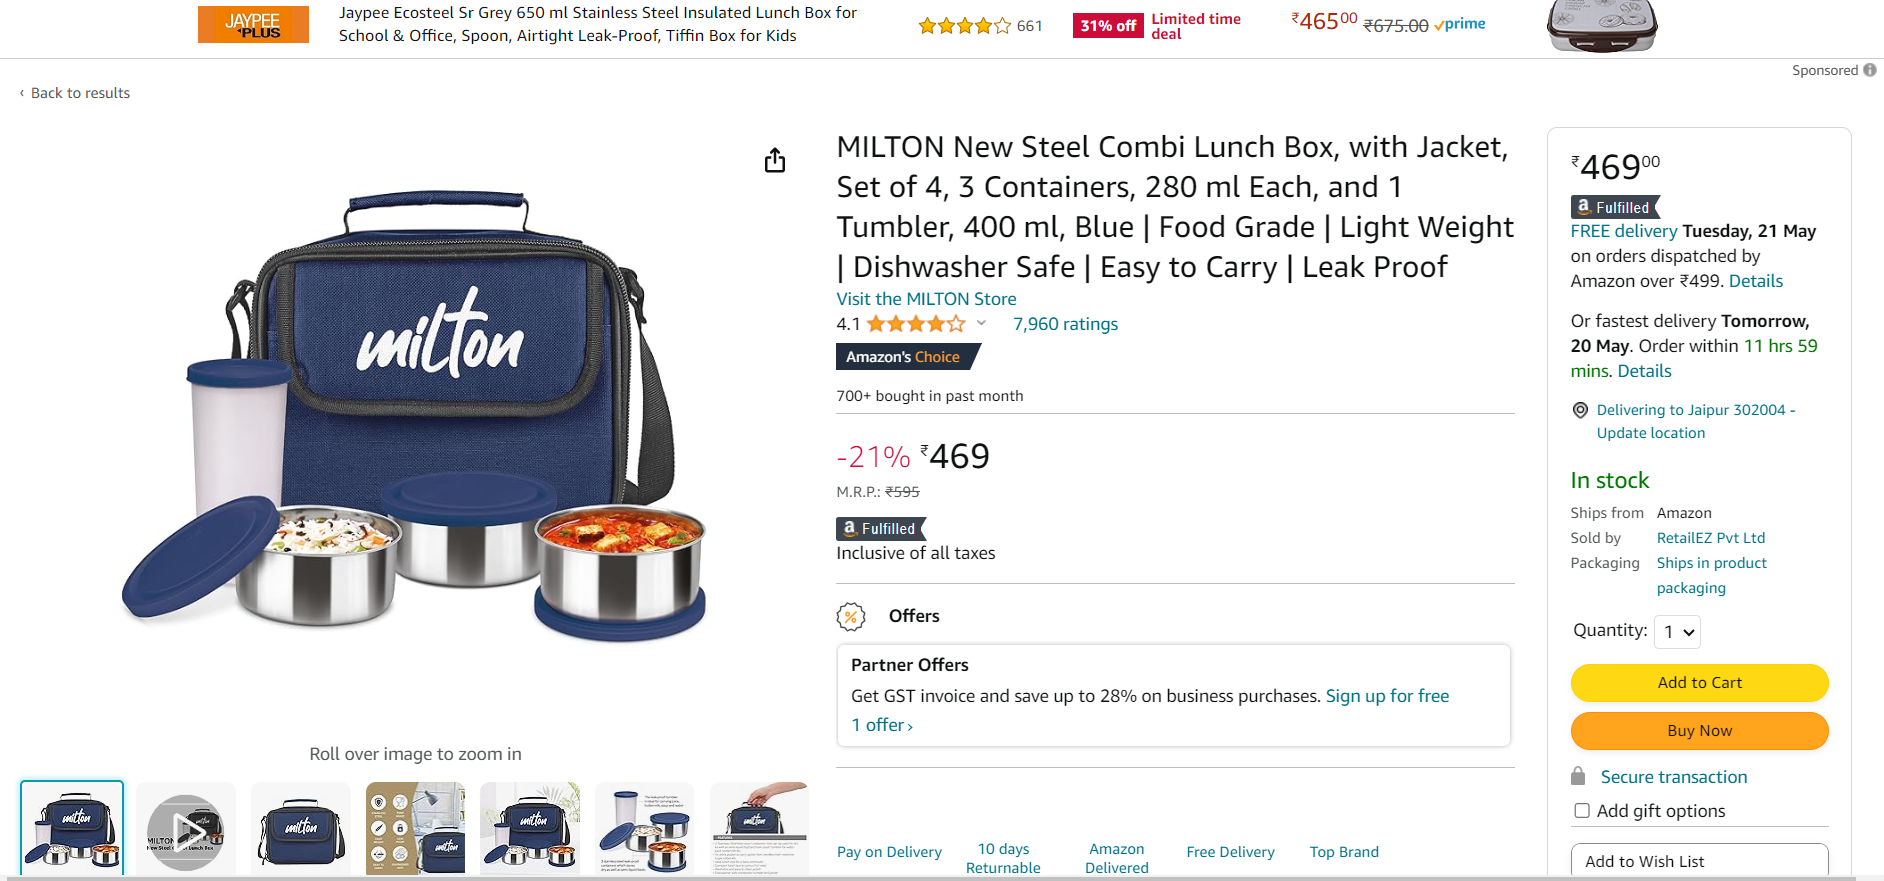 JAYPEE
PLUS
Jaypee Ecosteel Sr Grey 650 ml Stainless Steel Insulated Lunch Box for
School & Office, Spoon, Airtight Leak-Proof, Tiffin Box for Kids
661
31% off
Limited time
deal
₹465⁰⁰ ₹675.00 prime
Sponsored
‹ Back to results
milton
Roll over image to zoom in
MILTON New Steel Combi Lunch Box, with Jacket,
Set of 4, 3 Containers, 280 ml Each, and 1
Tumbler, 400 ml, Blue | Food Grade | Light Weight
| Dishwasher Safe | Easy to Carry | Leak Proof
Visit the MILTON Store
4.1 7,960 ratings
Amazon's Choice
700+ bought in past month
-21% ₹469
M.R.P.: ₹595
a Fulfilled
Inclusive of all taxes
% Offers
Partner Offers
Get GST invoice and save up to 28% on business purchases. Sign up for free
1 offer ›
Pay on Delivery
10 days
Returnable
Amazon
Delivered
Free Delivery
Top Brand
₹469⁰⁰
a Fulfilled
FREE delivery Tuesday, 21 May
on orders dispatched by
Amazon over ₹499. Details
Or fastest delivery Tomorrow,
20 May. Order within 11 hrs 59
mins. Details
Delivering to Jaipur 302004 -
Update location
In stock
Ships from Amazon
Sold by RetailEZ Pvt Ltd
Packaging Ships in product
packaging
Quantity: 1
Add to Cart
Buy Now
Secure transaction
Add gift options
Add to Wish List
milton
milton
milton
milton